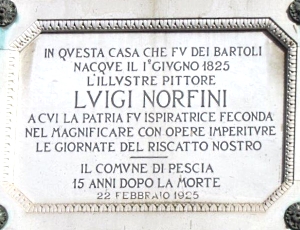 IN QVESTA CASA CHE FV DEI BARTOLI
NACQVE IL 1º GIVGNO 1825
L'ILLVSTRE PITTORE
LVIGI NORFINI
A CVI LA PATRIA FV ISPIRATRICE FECONDA
NEL MAGNIFICARE CON OPERE IMPERITVRE
LE GIORNATE DEL RISCATTO NOSTRO
IL COMVNE DI PESCIA
15 ANNI DOPO LA MORTE
22 FEBBRAIO 1925